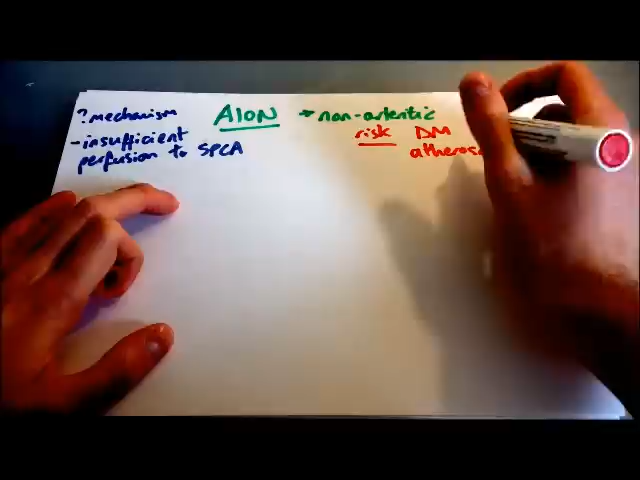 ? mechanism
- insufficient
perfusion to SPCA
AION
→ non-arteritic
risk DM